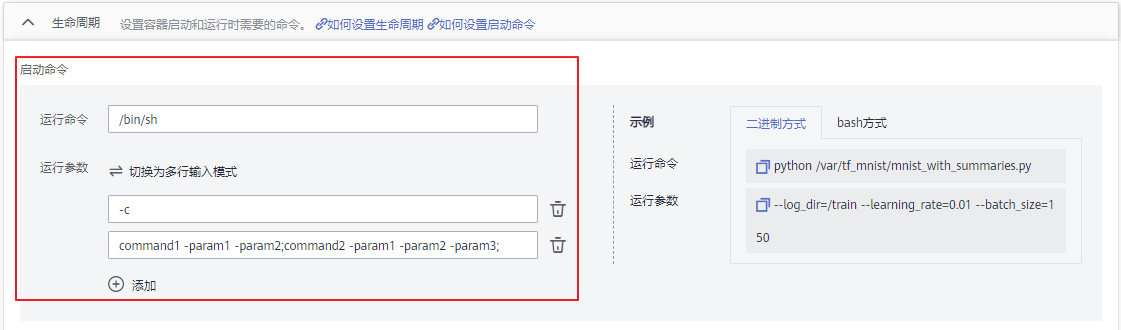 生命周期 设置容器启动和运行时需要的命令。 如何设置生命周期 如何设置启动命令
启动命令
运行命令 /bin/sh
运行参数 切换为多行输入模式
-c
command1 -param1 -param2;command2 -param1 -param2 -param3;
添加
示例 二进制方式 bash方式
运行命令 python /var/tf_mnist/mnist_with_summaries.py
运行参数 --log_dir=/train --learning_rate=0.01 --batch_size=1
50